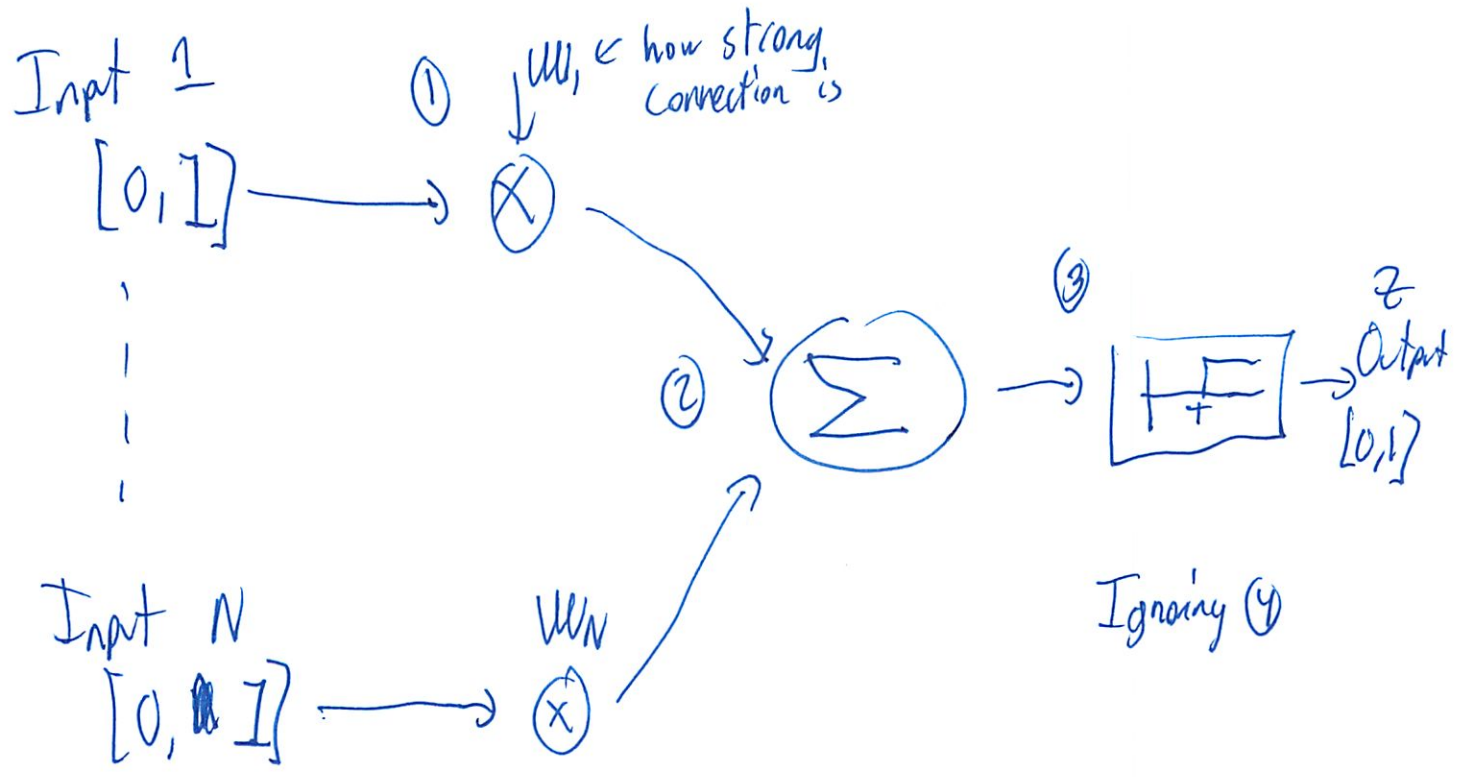 Input 1
①
W₁ ← how strong
connection is
[0, 1]
X
②
Σ
③
T
Z
Output
[0,1]
Input N
W_N
[0, 1]
X
Ignoring ④